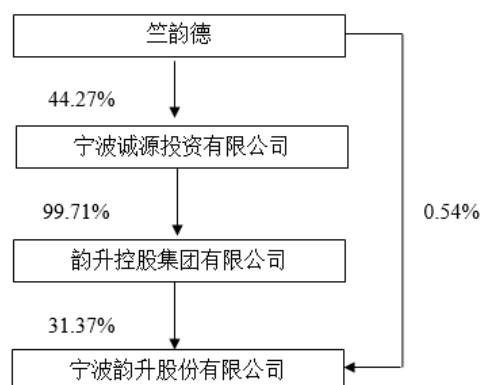 竺韵德
44.27%
宁波诚源投资有限公司
99.71%
0.54%
韵升控股集团有限公司
31.37%
宁波韵升股份有限公司